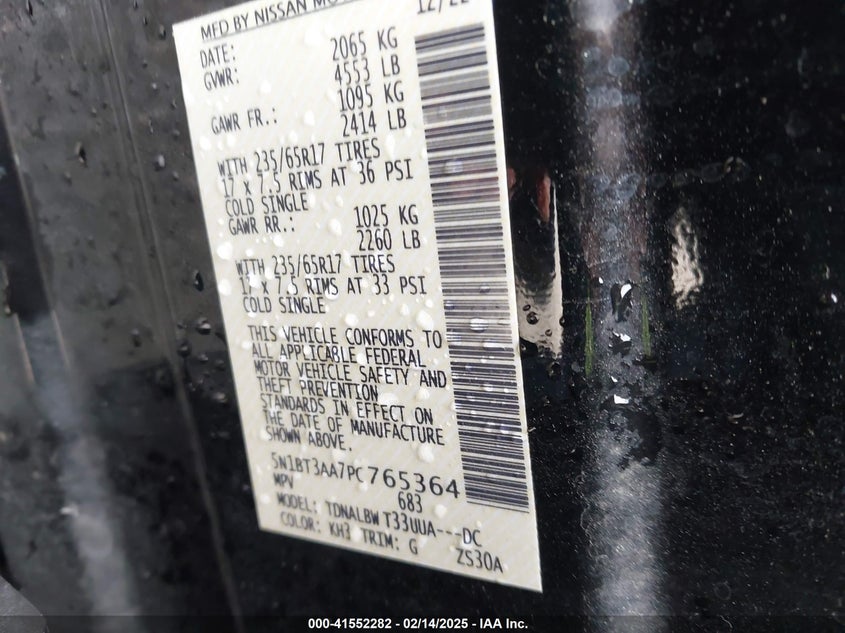 MFD BY NISSAN MO
DATE: 12/22
GVWR: 2065 KG
4553 LB
GAWR FR.: 1095 KG
2414 LB
WITH 235/65R17 TIRES
17 X 7.5 RIMS AT 36 PSI
COLD SINGLE
GAWR RR.: 1025 KG
2260 LB
WITH 235/65R17 TIRES
17 X 7.5 RIMS AT 33 PSI
COLD SINGLE
THIS VEHICLE CONFORMS TO
ALL APPLICABLE FEDERAL
MOTOR VEHICLE SAFETY AND
THEFT PREVENTION
STANDARDS IN EFFECT ON
THE DATE OF MANUFACTURE
SHOWN ABOVE.
5N1BT3AA7PC765364
MPV
683
MODEL: TDNALBW T33UUA---DC
COLOR: KH3 TRIM: G ZS30A
000-41552282 - 02/14/2025 - IAA Inc.